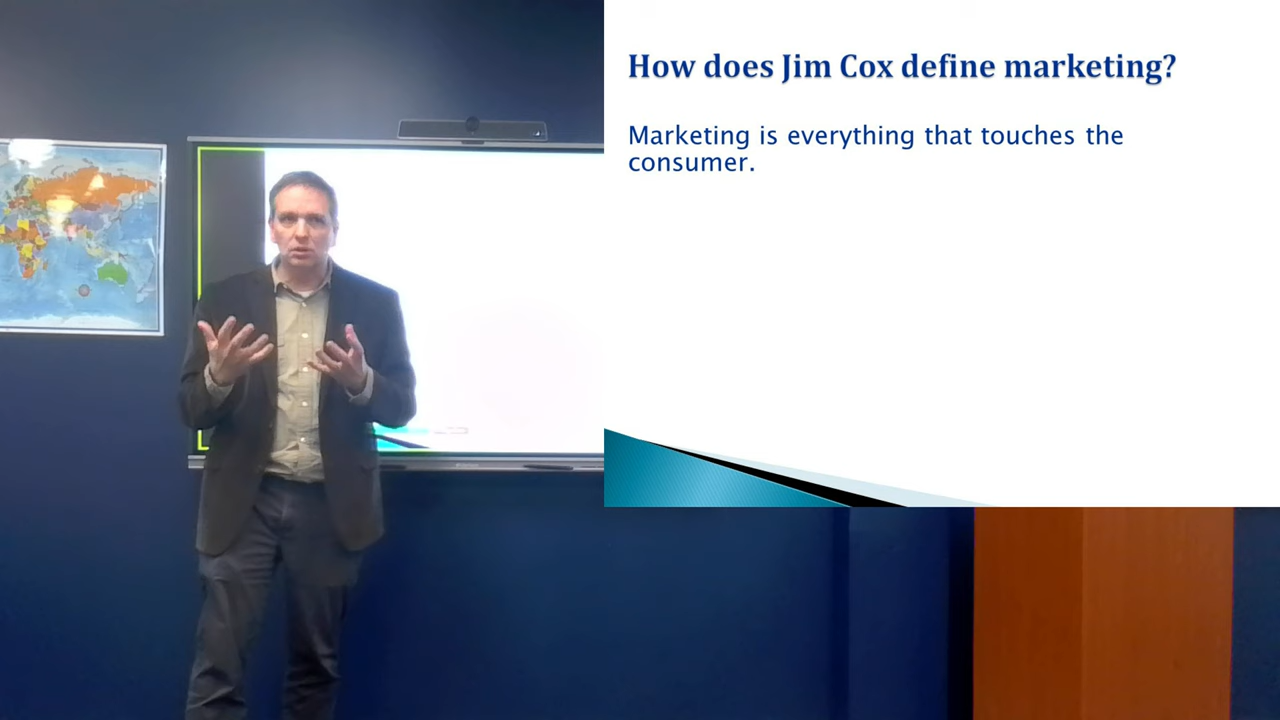 How does Jim Cox define marketing?
Marketing is everything that touches the
consumer.